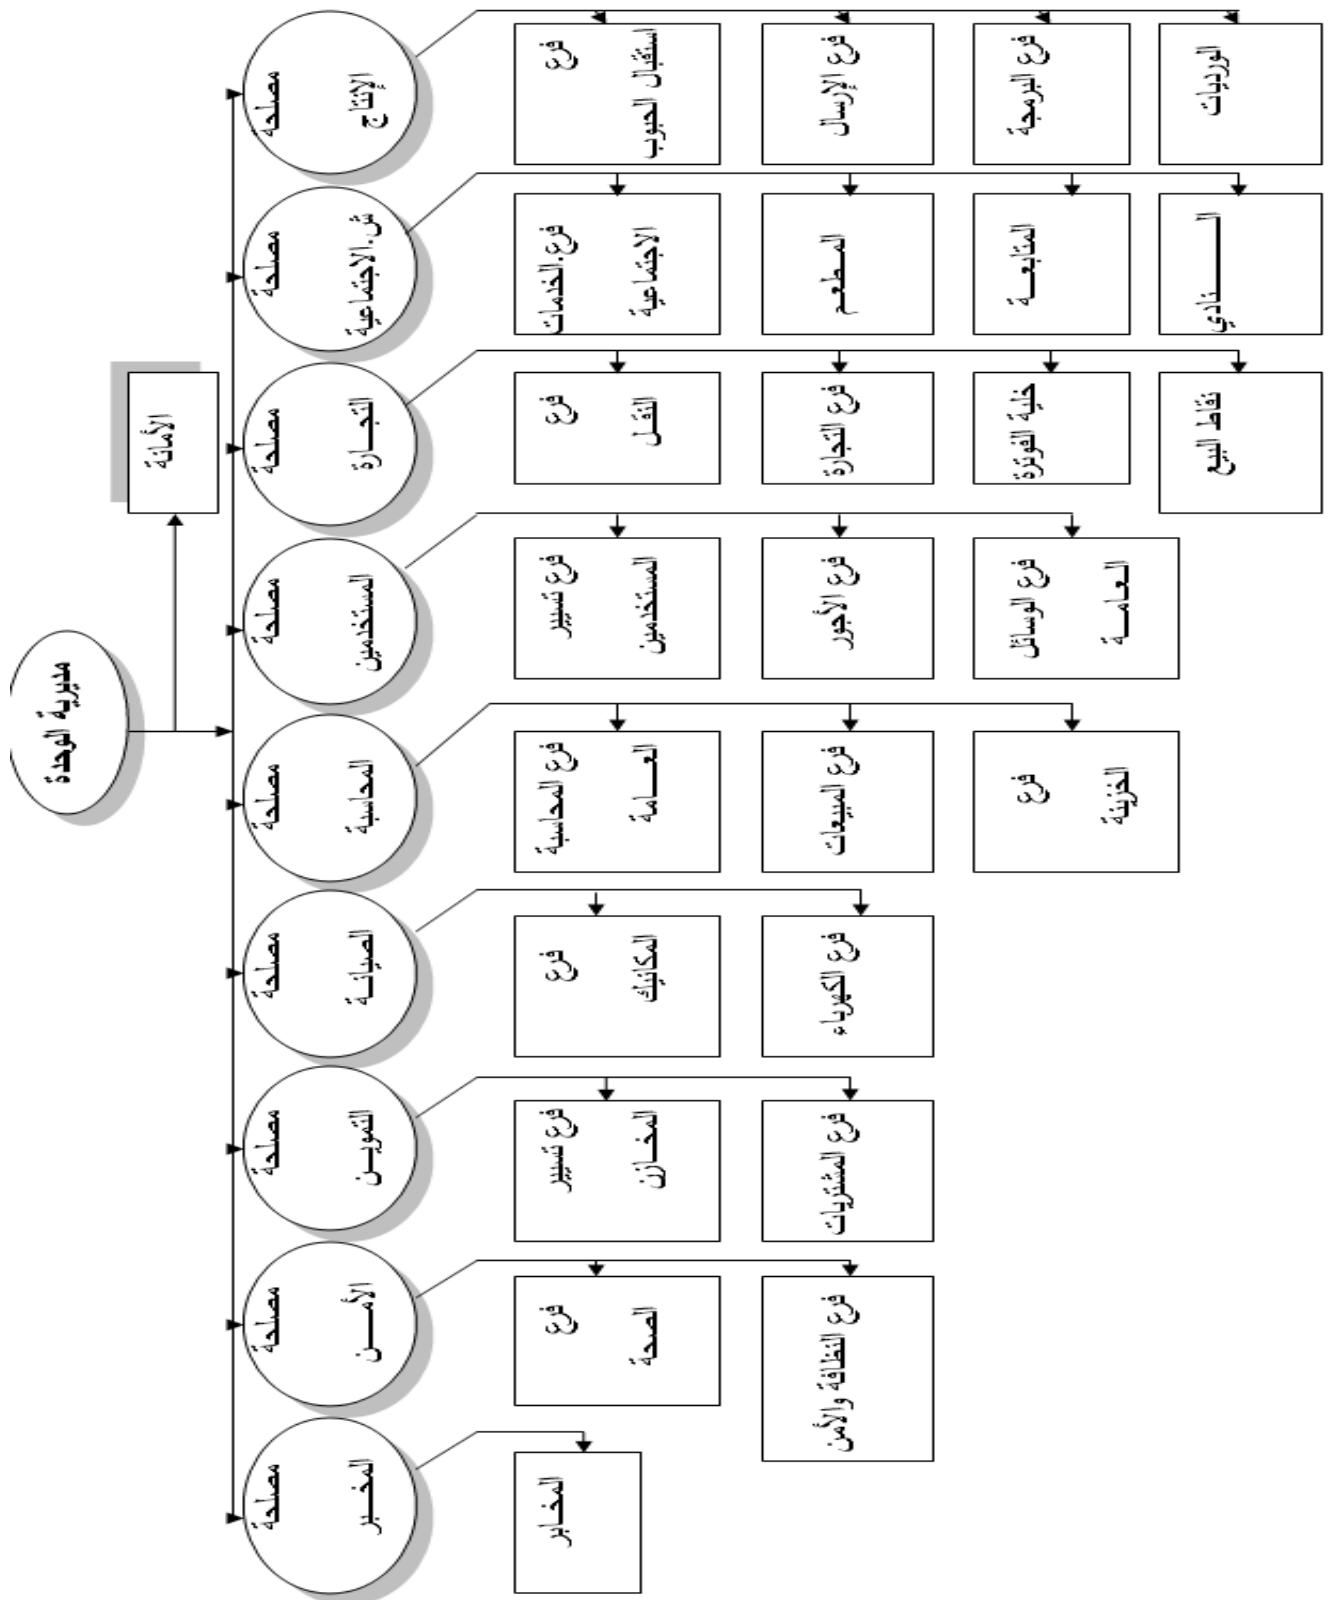 مديرية الوحدة
الأمانة
مصلحة
الإنتاج
فرع
استقبال الحبوب
فرع الإرسال
فرع البرمجة
الورديات
مصلحة
ش.الاجتماعية
فرع.الخدمات
الاجتماعية
المطعم
المتابعة
النادي
مصلحة
التجارة
فرع
النقل
فرع التجارة
خلية الفوترة
نقاط البيع
مصلحة
المستخدمين
فرع تسيير
المستخدمين
فرع الأجور
فرع الوسائل
العامة
مصلحة
المحاسبة
فرع المحاسبة
العامة
فرع المبيعات
فرع
الخزينة
مصلحة
الصيانة
فرع
المكانيك
فرع الكهرباء
مصلحة
التموين
فرع تسيير
المخازن
فرع المشتريات
مصلحة
الأمن
فرع
الصحة
فرع النظافة والأمن
مصلحة
المخبر
المخابر